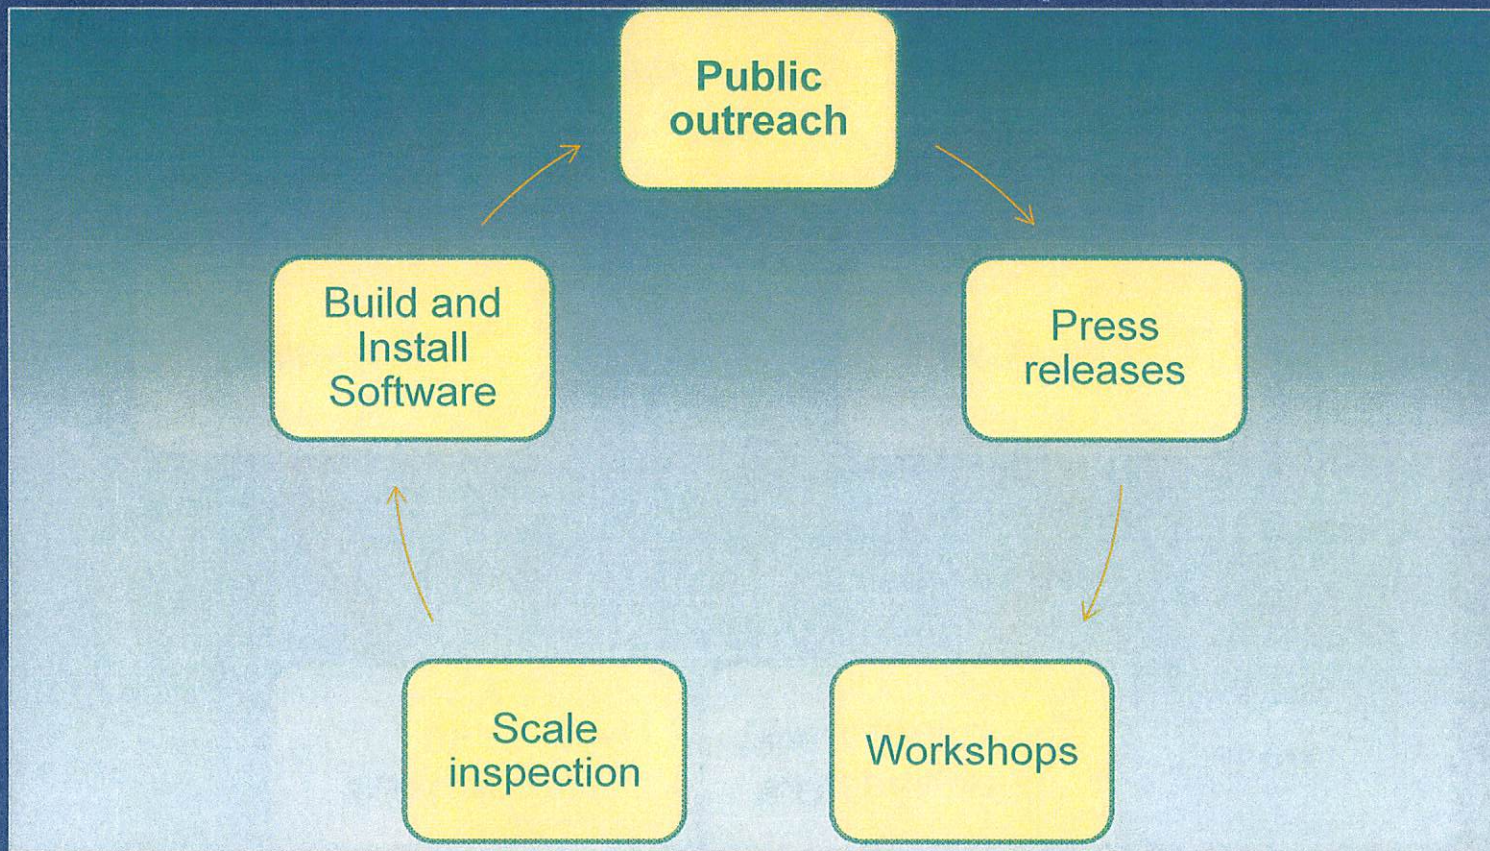 Public
outreach
Press
releases
Workshops
Scale
inspection
Build and
Install
Software